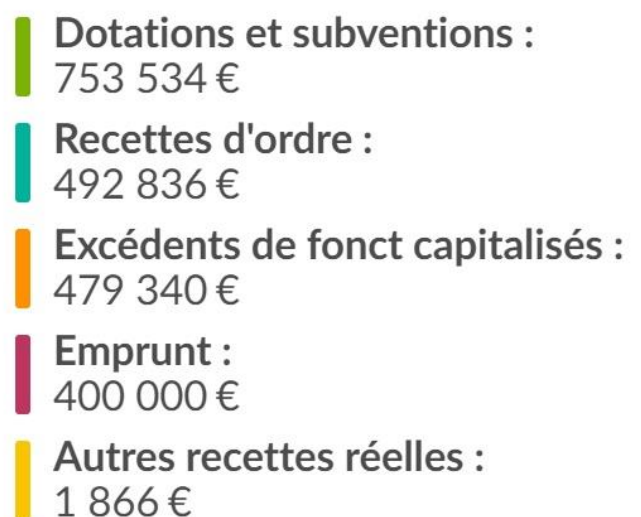 Dotations et subventions :
753 534 €
Recettes d'ordre :
492 836 €
Excédents de fonct capitalisés :
479 340 €
Emprunt :
400 000 €
Autres recettes réelles :
1 866 €